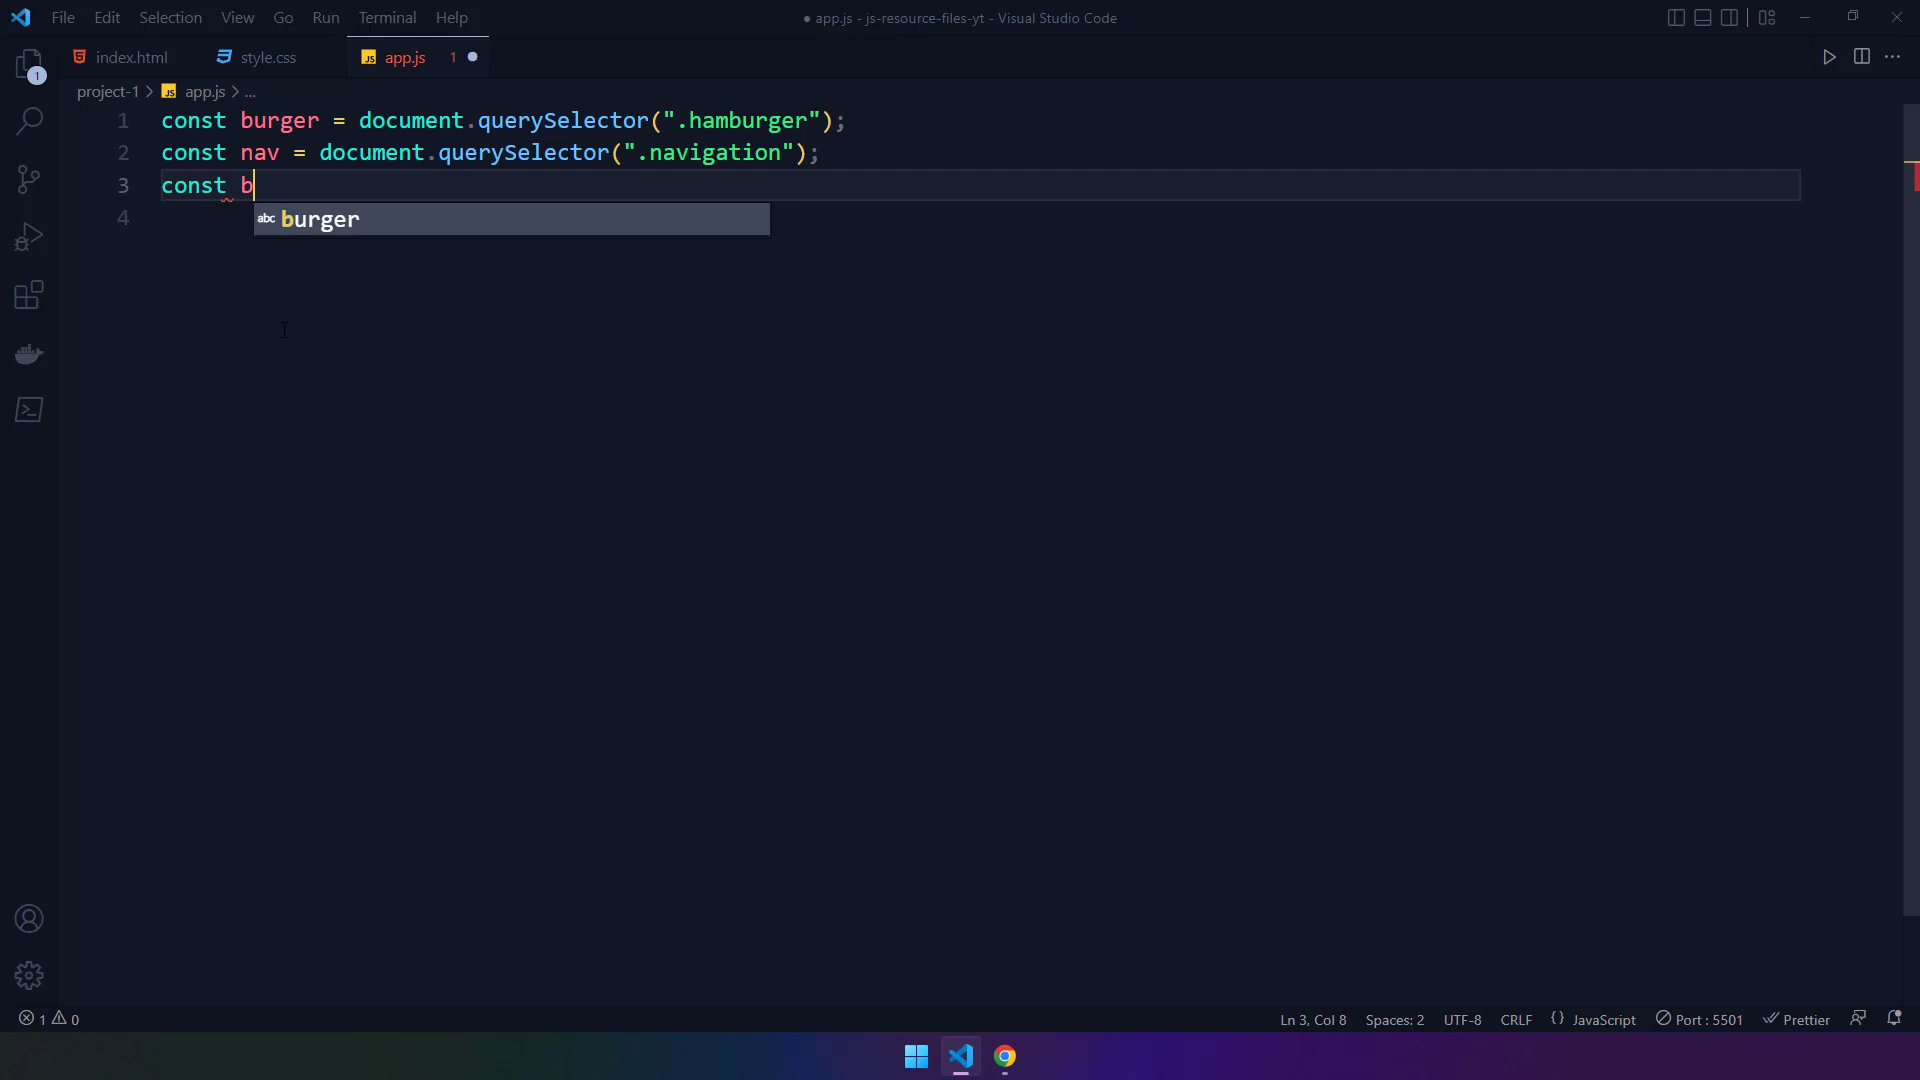 File Edit Selection View Go Run Terminal Help
● app.js - js-resource-files-yt - Visual Studio Code
index.html
style.css
JS app.js 1 ●
project-1 > JS app.js > ...
1 const burger = document.querySelector(".hamburger");
2 const nav = document.querySelector(".navigation");
3 const b
abc burger
4
1
1 0
Ln 3, Col 8 Spaces: 2 UTF-8 CRLF {} JavaScript Port : 5501 Prettier